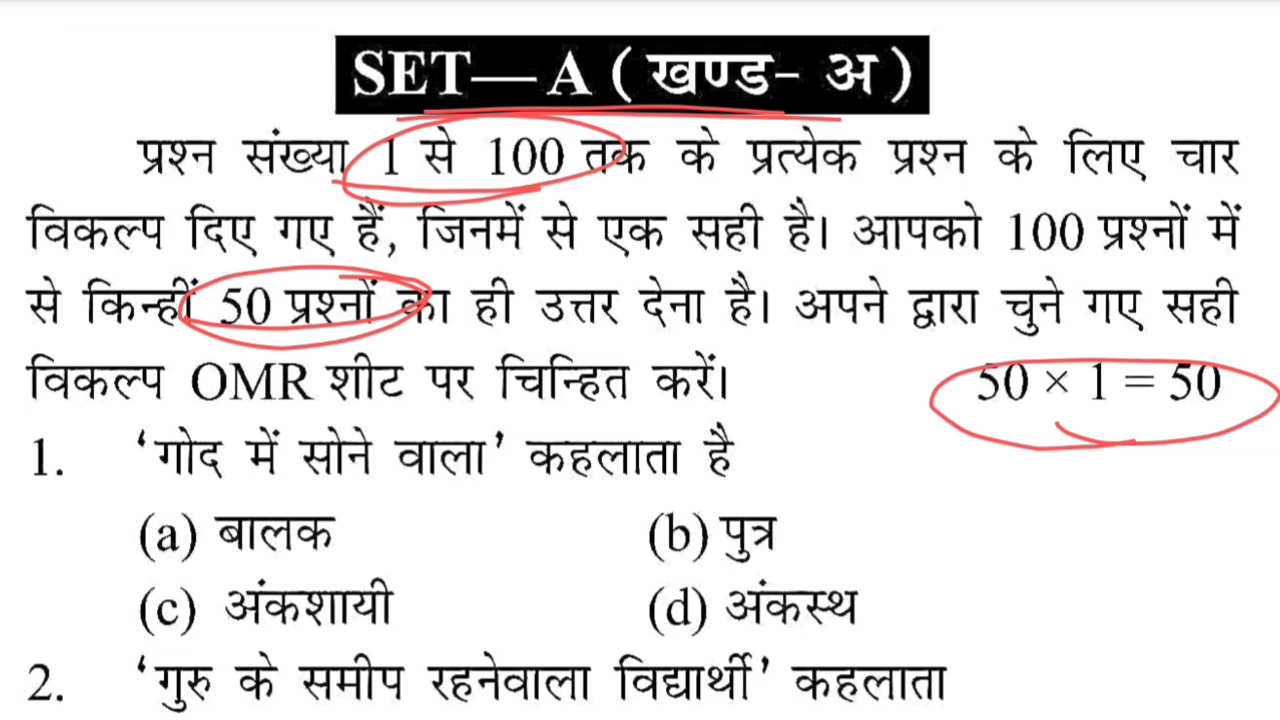 SET—A ( खण्ड- अ )
प्रश्न संख्या 1 से 100 तक के प्रत्येक प्रश्न के लिए चार
विकल्प दिए गए हैं, जिनमें से एक सही है। आपको 100 प्रश्नों में
से किन्हीं 50 प्रश्नों का ही उत्तर देना है। अपने द्वारा चुने गए सही
विकल्प OMR शीट पर चिन्हित करें। 50 × 1 = 50
1. ‘गोद में सोने वाला’ कहलाता है
(a) बालक (b) पुत्र
(c) अंकशायी (d) अंकस्थ
2. ‘गुरु के समीप रहनेवाला विद्यार्थी’ कहलाता